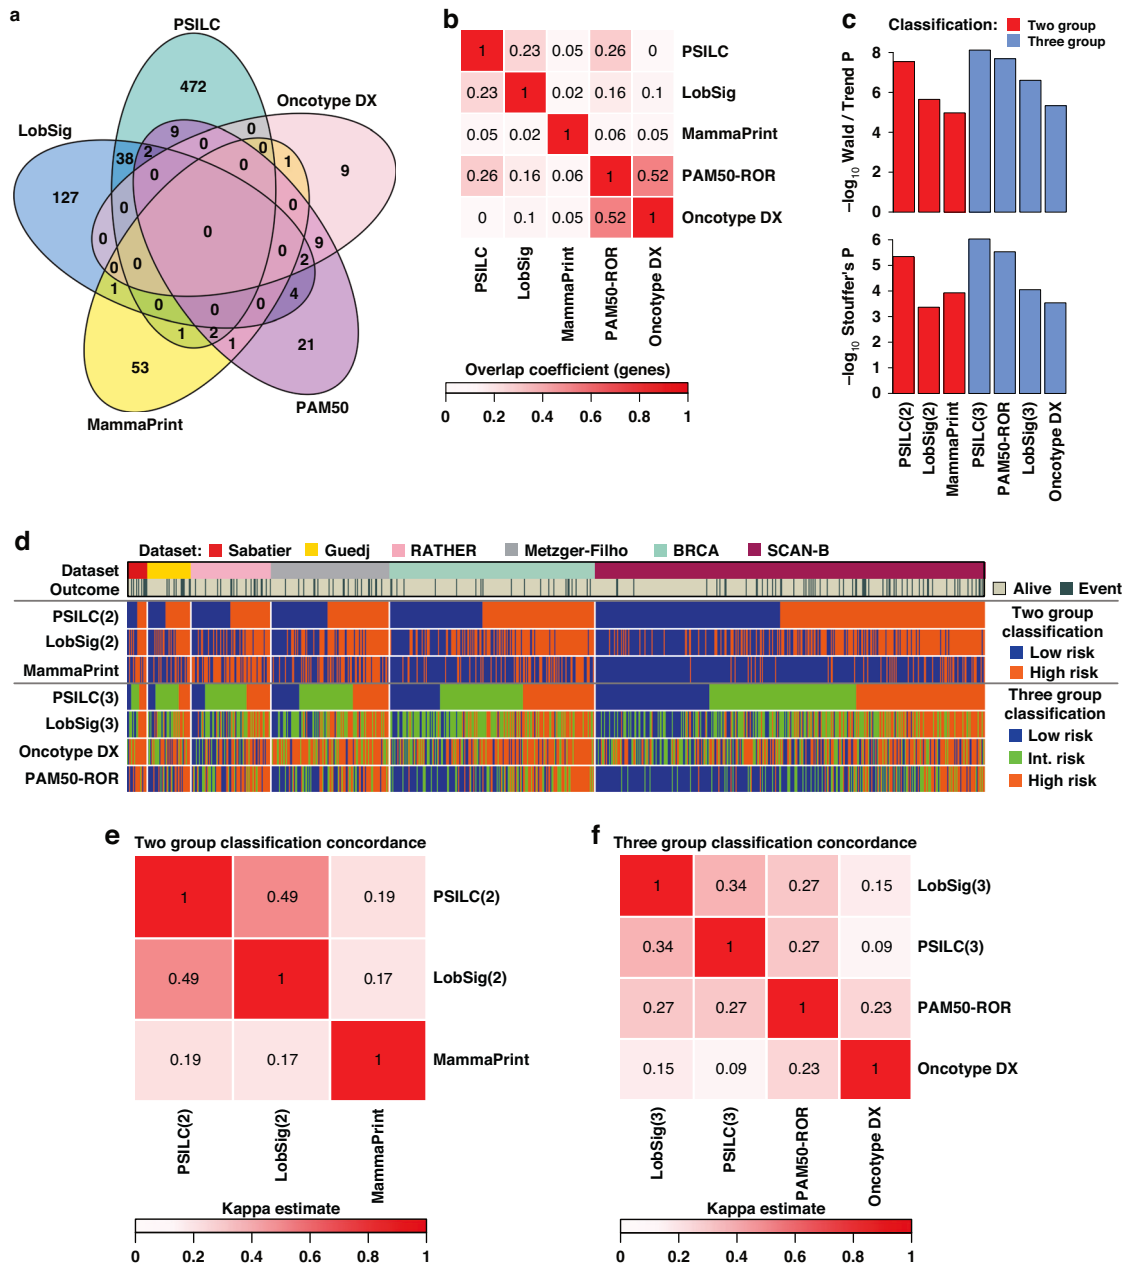 a
PSILC
472
Oncotype DX
LobSig
9
0
0
0
1
38
2
0
9
0
127
0
0
0
0
0
9
0
2
0
0
1
4
0
0
0
1
2
1
21
53
PAM50
MammaPrint
b
1 0.23 0.05 0.26 0 PSILC
0.23 1 0.02 0.16 0.1 LobSig
0.05 0.02 1 0.06 0.05 MammaPrint
0.26 0.16 0.06 1 0.52 PAM50-ROR
0 0.1 0.05 0.52 1 Oncotype DX
PSILC LobSig MammaPrint PAM50-ROR Oncotype DX
Overlap coefficient (genes)
0 0.2 0.4 0.6 0.8 1
c
Classification: Two group
Three group
−log10 Wald / Trend P
8
6
4
2
0
−log10 Stouffer's P
6
5
4
3
2
1
0
PSILC(2) LobSig(2) MammaPrint PSILC(3) PAM50-ROR LobSig(3) Oncotype DX
d
Dataset: Sabatier Guedj RATHER Metzger-Filho BRCA SCAN-B
Dataset
Outcome
Alive Event
PSILC(2)
LobSig(2)
MammaPrint
Two group
classification
Low risk
High risk
PSILC(3)
LobSig(3)
Oncotype DX
PAM50-ROR
Three group
classification
Low risk
Int. risk
High risk
e
Two group classification concordance
1 0.49 0.19 PSILC(2)
0.49 1 0.17 LobSig(2)
0.19 0.17 1 MammaPrint
PSILC(2) LobSig(2) MammaPrint
Kappa estimate
0 0.2 0.4 0.6 0.8 1
f
Three group classification concordance
1 0.34 0.27 0.15 LobSig(3)
0.34 1 0.27 0.09 PSILC(3)
0.27 0.27 1 0.23 PAM50-ROR
0.15 0.09 0.23 1 Oncotype DX
LobSig(3) PSILC(3) PAM50-ROR Oncotype DX
Kappa estimate
0 0.2 0.4 0.6 0.8 1